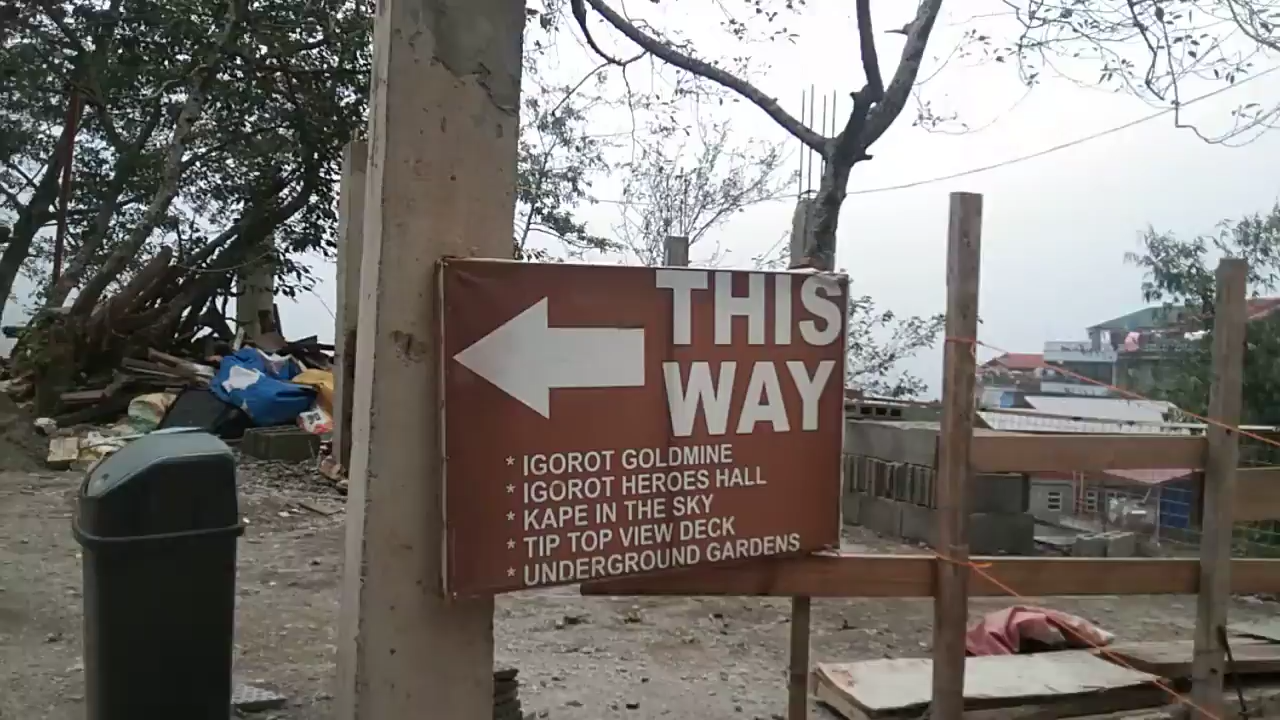 THIS
WAY
* IGOROT GOLDMINE
* IGOROT HEROES HALL
* KAPE IN THE SKY
* TIP TOP VIEW DECK
* UNDERGROUND GARDENS